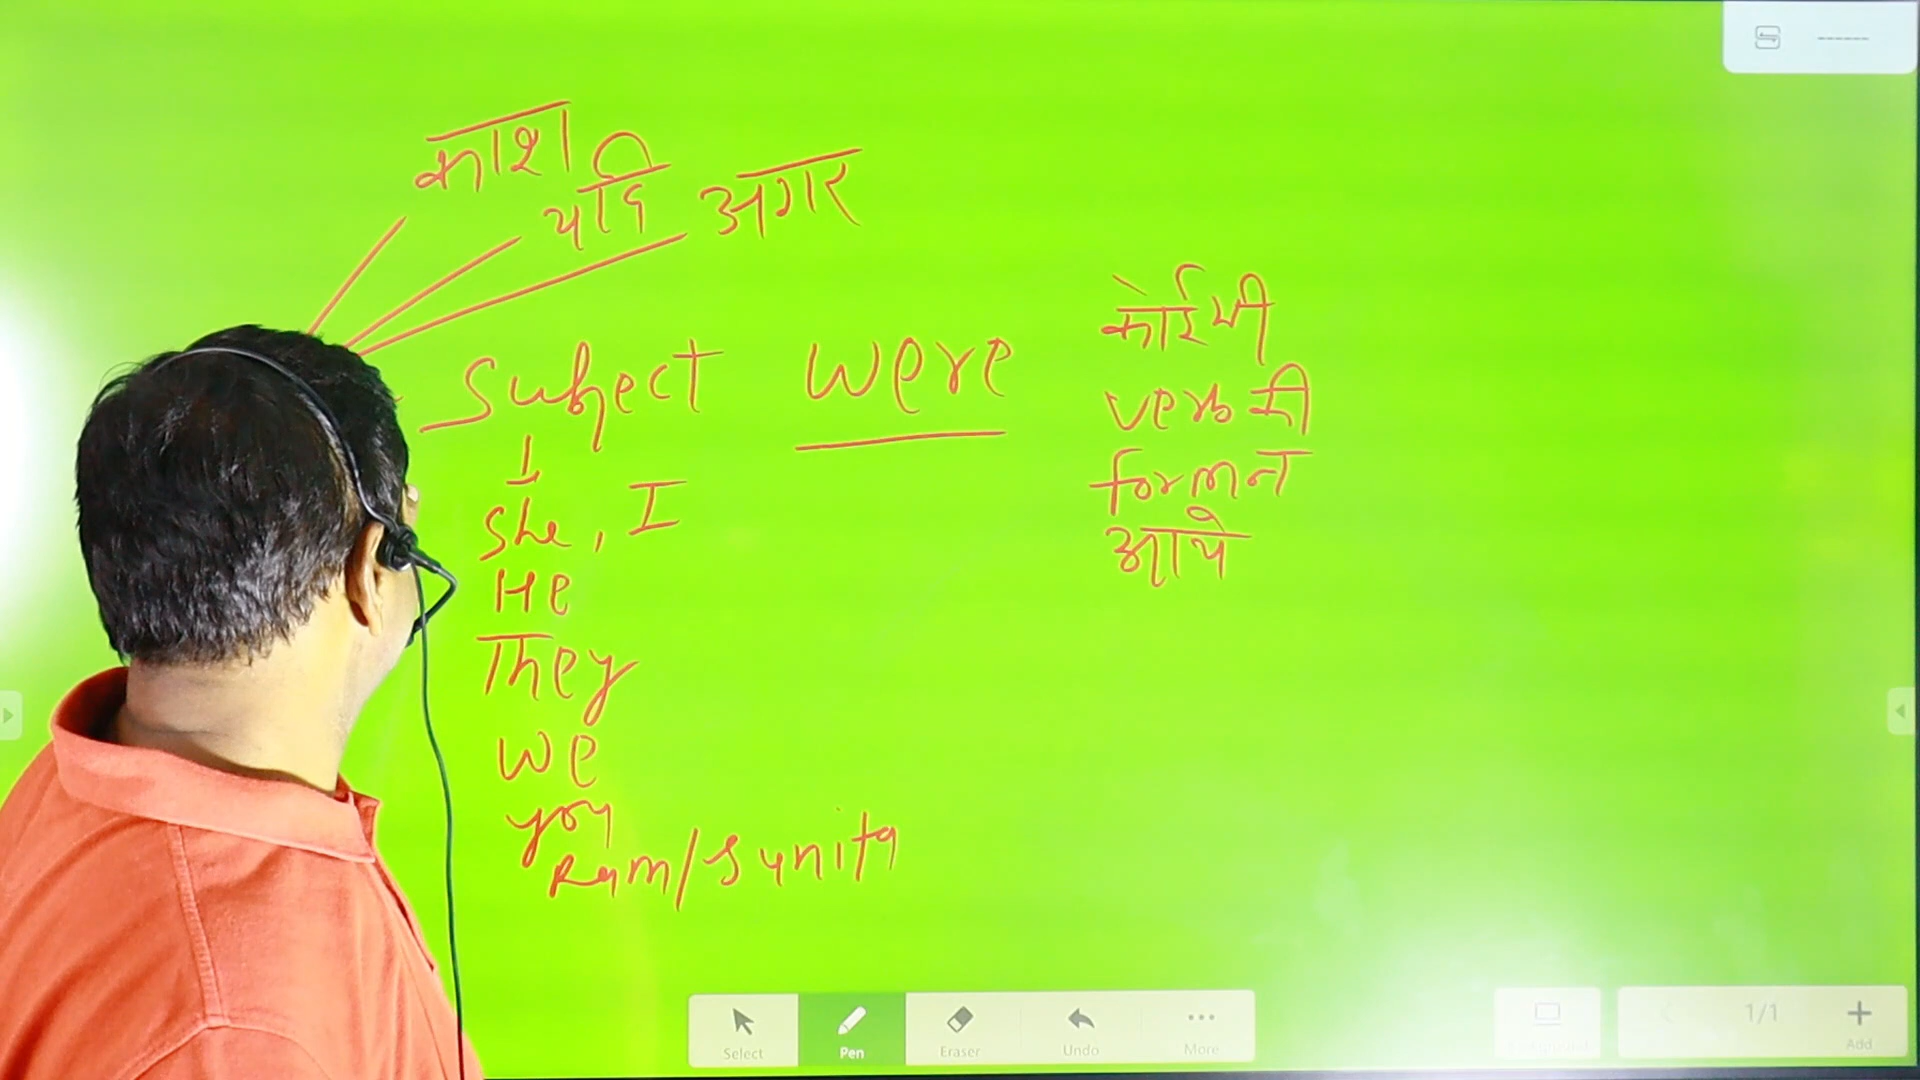 काश
यदि अगर
Subject were
कोई भी
verb की
form न
आये
She, I
He
They
we
you
Ram/Sunita
Select Pen Eraser Undo More
1/1 Add